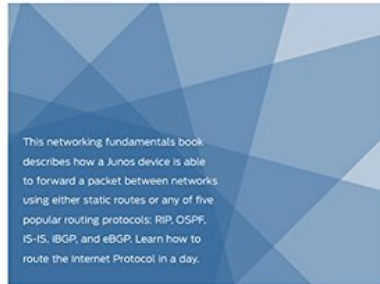 This networking fundamentals book
describes how a Junos device is able
to forward a packet between networks
using either static routes or any of five
popular routing protocols: RIP, OSPF,
IS-IS, iBGP, and eBGP. Learn how to
route the Internet Protocol in a day.